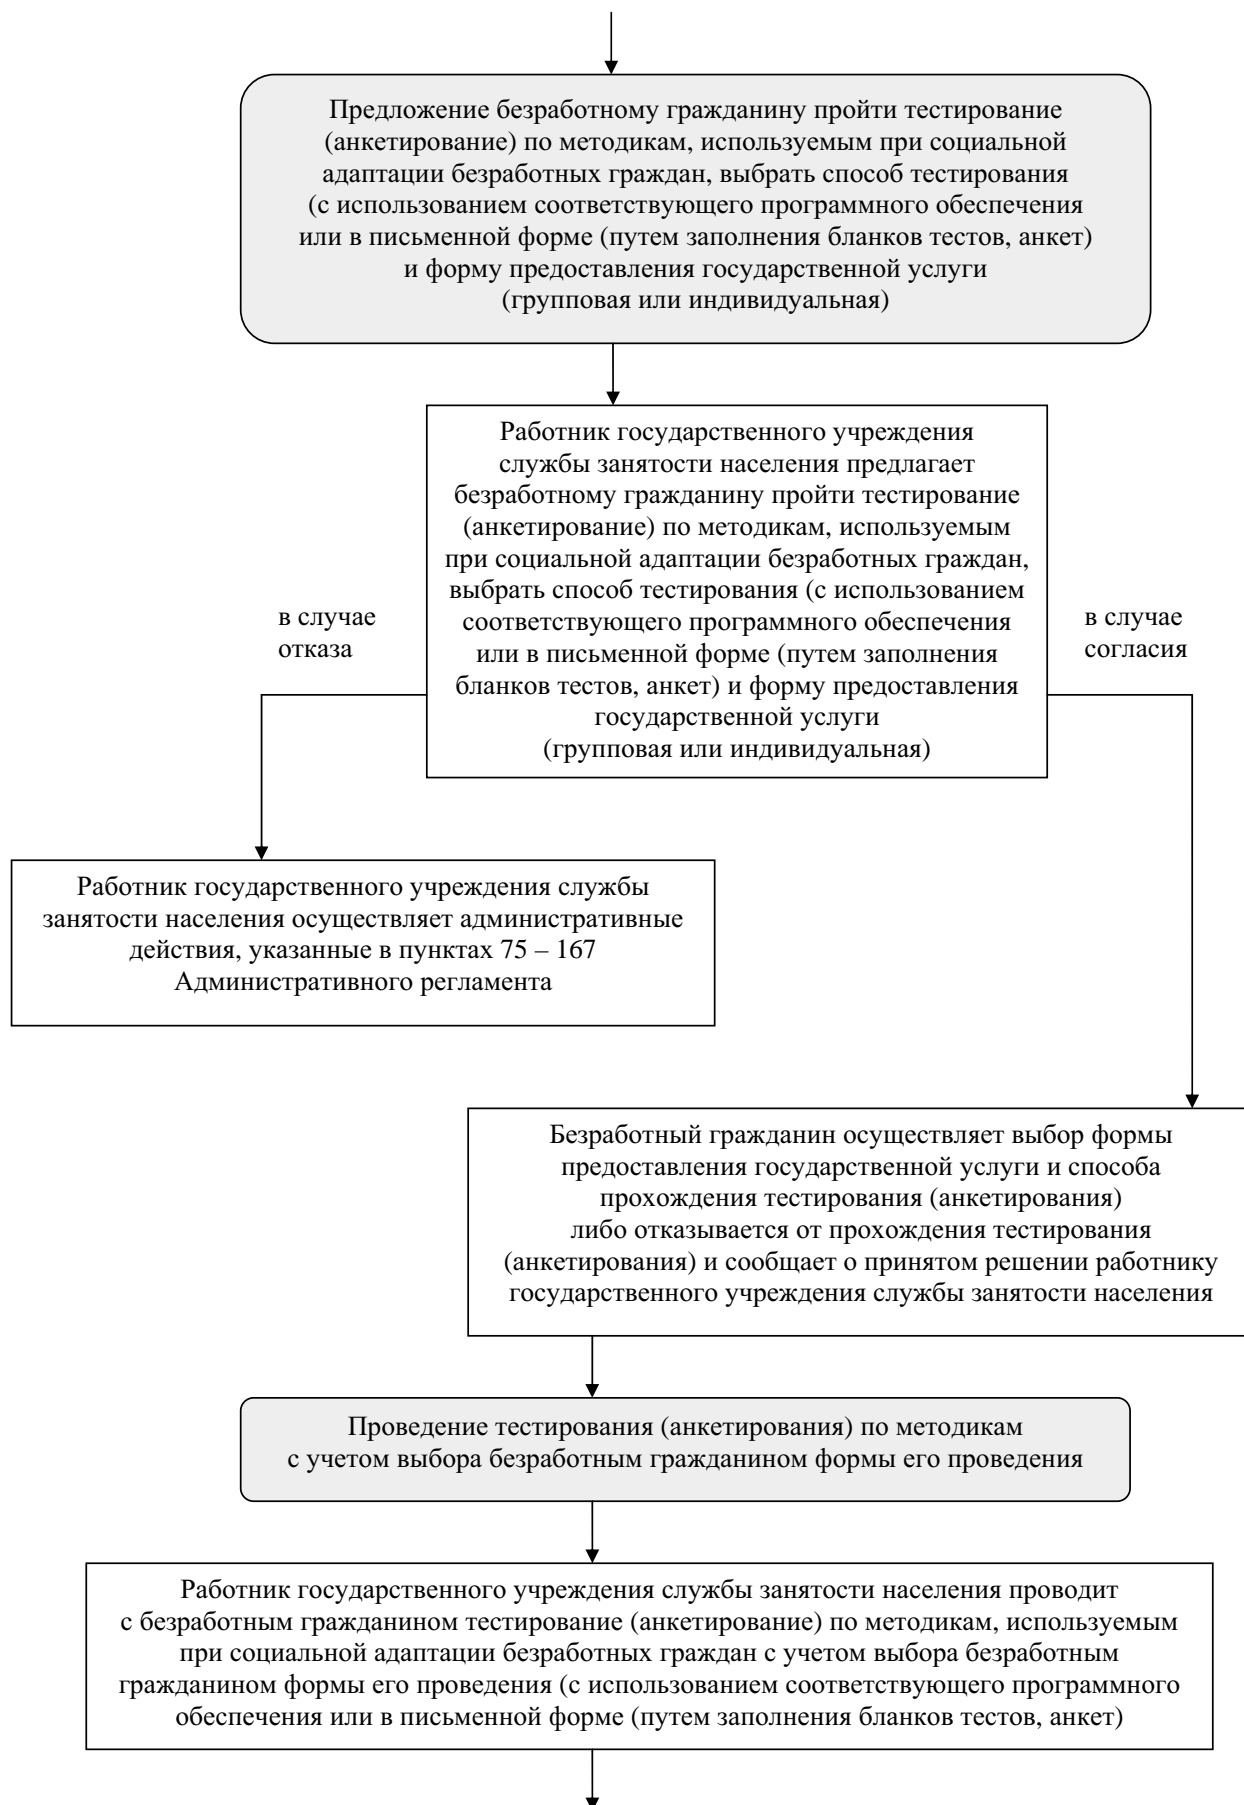 Предложение безработному гражданину пройти тестирование
(анкетирование) по методикам, используемым при социальной
адаптации безработных граждан, выбрать способ тестирования
(с использованием соответствующего программного обеспечения
или в письменной форме (путем заполнения бланков тестов, анкет)
и форму предоставления государственной услуги
(групповая или индивидуальная)
Работник государственного учреждения
службы занятости населения предлагает
безработному гражданину пройти тестирование
(анкетирование) по методикам, используемым
при социальной адаптации безработных граждан,
выбрать способ тестирования (с использованием
соответствующего программного обеспечения
или в письменной форме (путем заполнения
бланков тестов, анкет) и форму предоставления
государственной услуги
(групповая или индивидуальная)
в случае
отказа
в случае
согласия
Работник государственного учреждения службы
занятости населения осуществляет административные
действия, указанные в пунктах 75 – 167
Административного регламента
Безработный гражданин осуществляет выбор формы
предоставления государственной услуги и способа
прохождения тестирования (анкетирования)
либо отказывается от прохождения тестирования
(анкетирования) и сообщает о принятом решении работнику
государственного учреждения службы занятости населения
Проведение тестирования (анкетирования) по методикам
с учетом выбора безработным гражданином формы его проведения
Работник государственного учреждения службы занятости населения проводит
с безработным гражданином тестирование (анкетирование) по методикам, используемым
при социальной адаптации безработных граждан с учетом выбора безработным
гражданином формы его проведения (с использованием соответствующего программного
обеспечения или в письменной форме (путем заполнения бланков тестов, анкет)